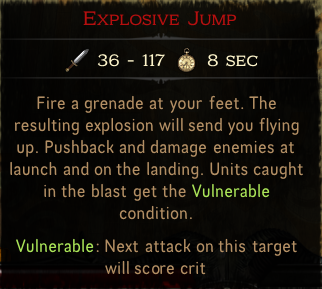 Explosive Jump
36 - 117 8 SEC
Fire a grenade at your feet. The
resulting explosion will send you flying
up. Pushback and damage enemies at
launch and on the landing. Units caught
in the blast get the Vulnerable
condition.
Vulnerable: Next attack on this target
will score crit